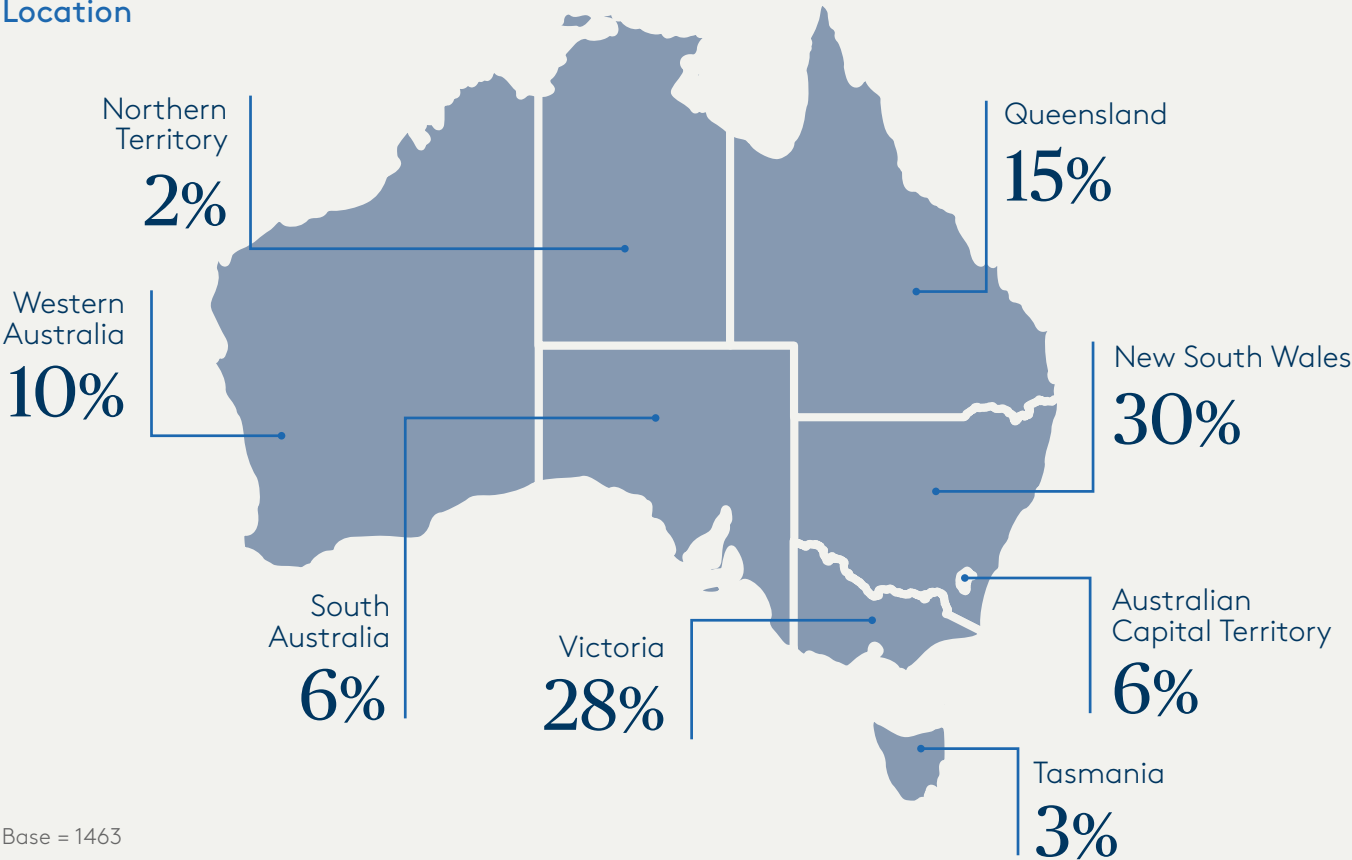 Location
Northern
Territory
2%
Queensland
15%
Western
Australia
10%
New South Wales
30%
South
Australia
6%
Victoria
28%
Australian
Capital Territory
6%
Tasmania
3%
Base = 1463